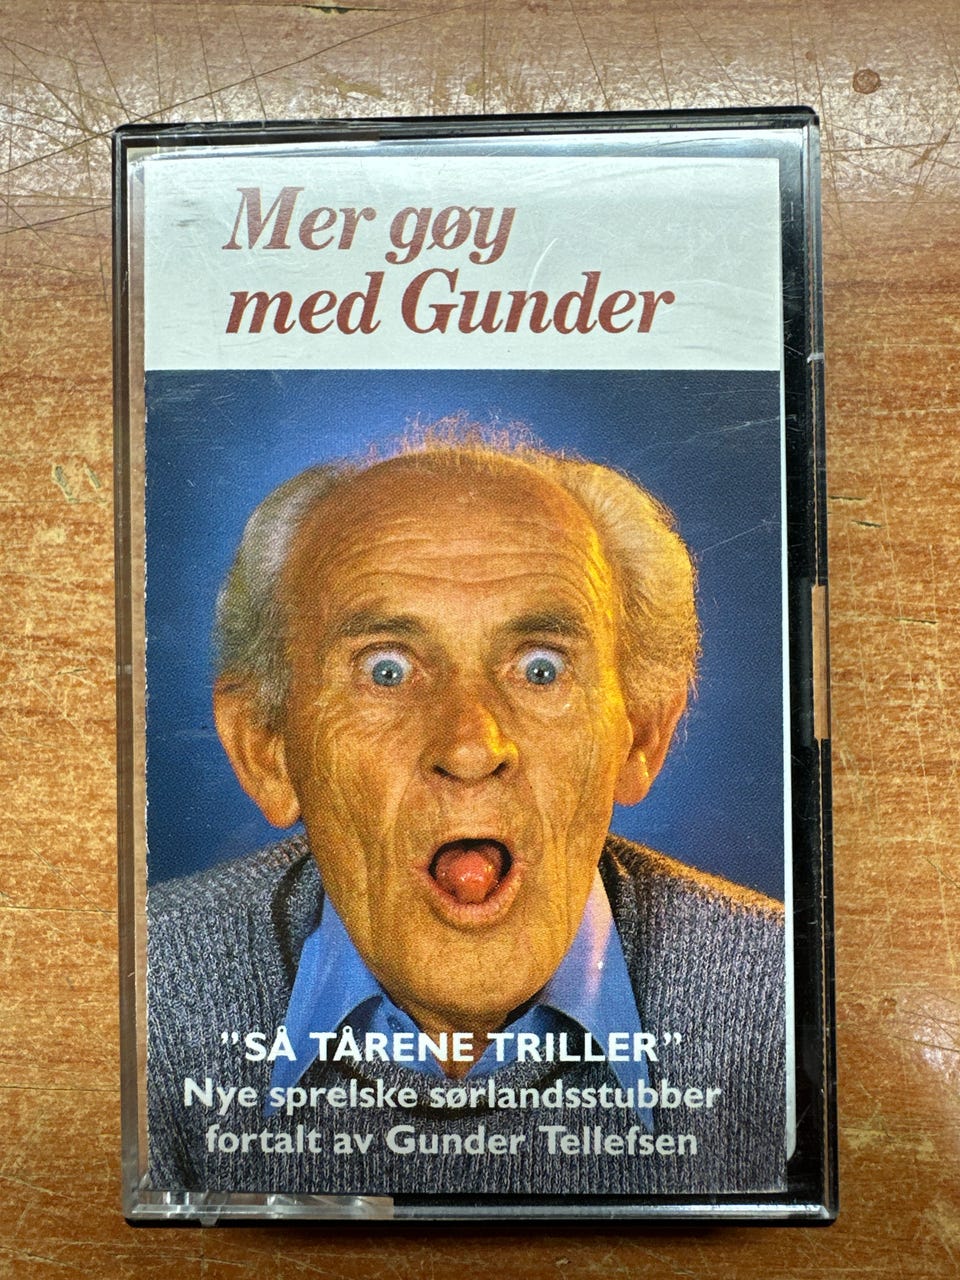 Mer gøy
med Gunder
"SÅ TÅRENE TRILLER"
Nye sprelske sørlandsstubber
fortalt av Gunder Tellefsen